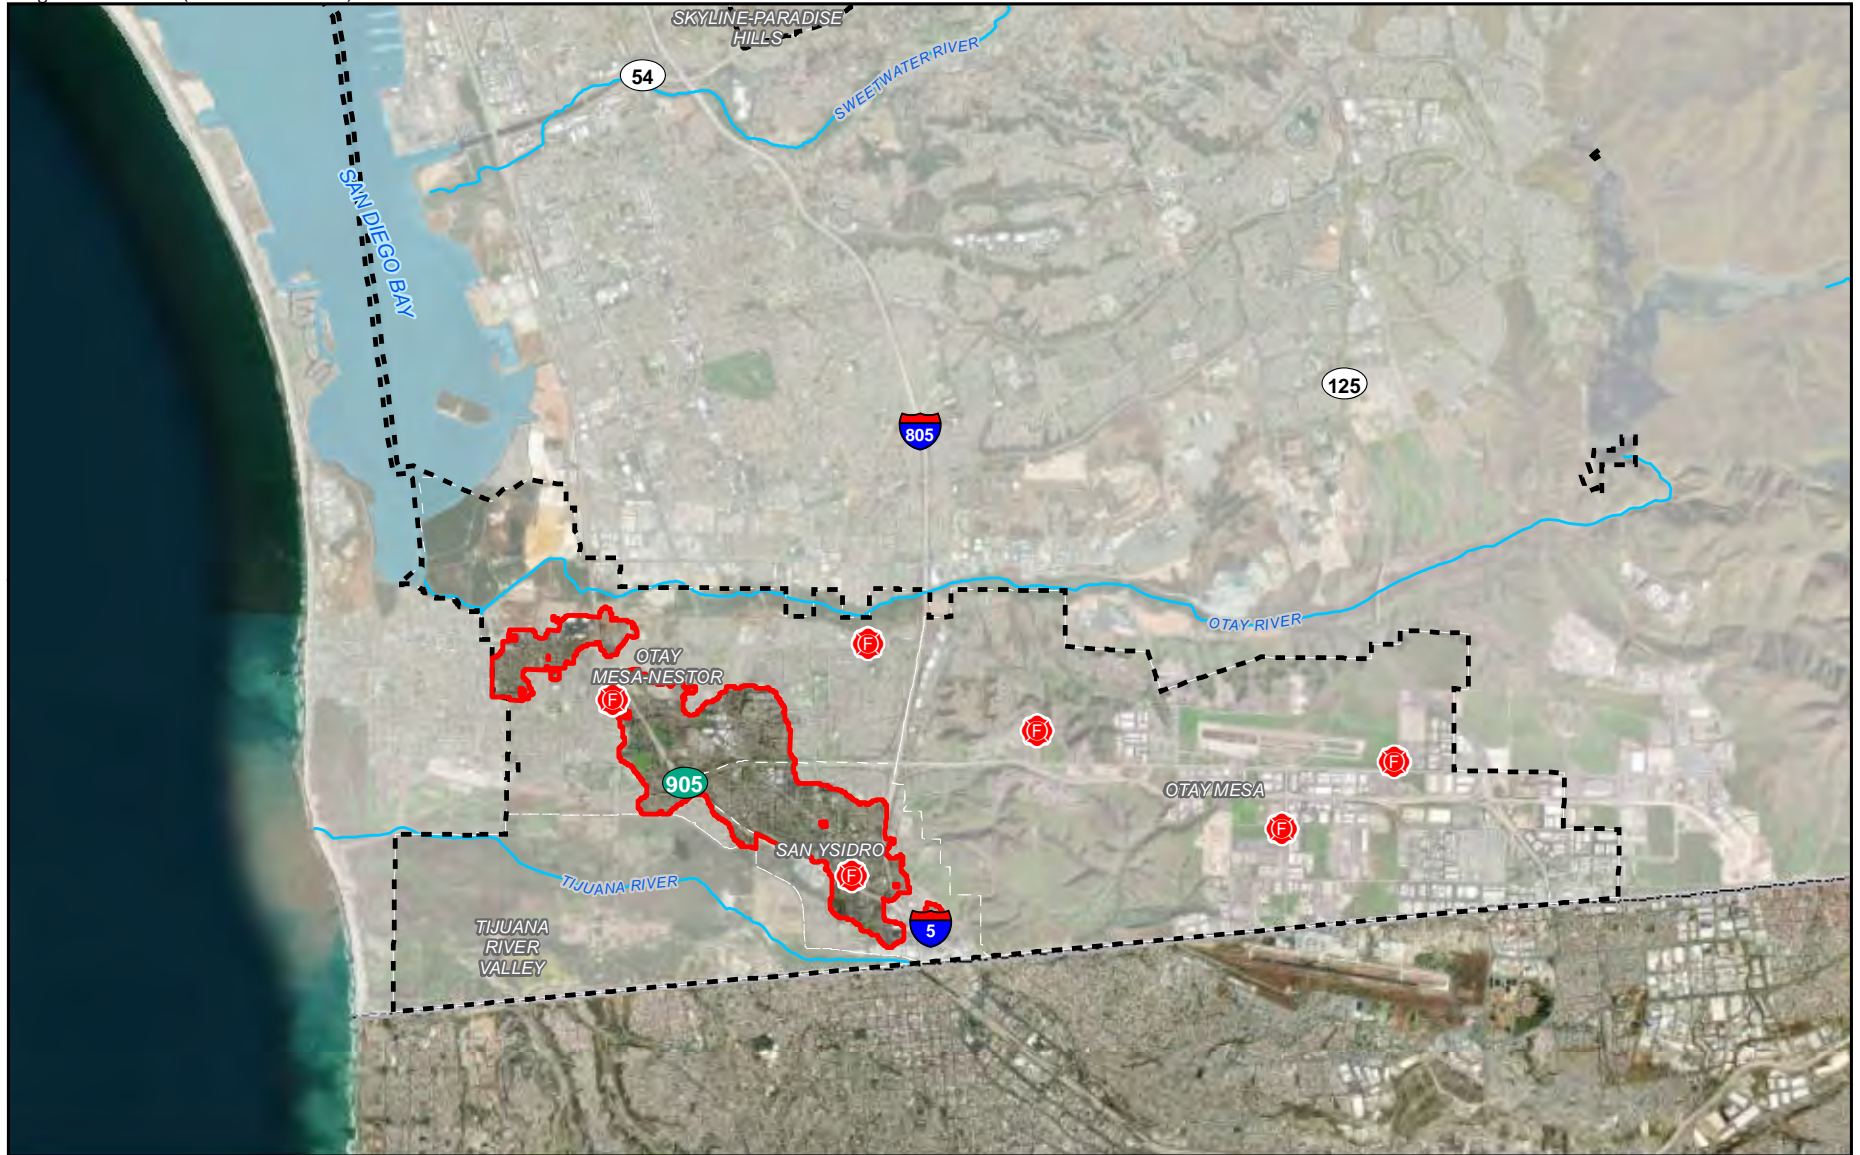 SKYLINE-PARADISE
HILLS
54
SWEETWATER RIVER
SAN DIEGO BAY
125
805
OTAY RIVER
OTAY
MESA-NESTOR
F
F
F
F
905
OTAY MESA
F
SAN YSIDRO
F
TIJUANA RIVER
5
TIJUANA
RIVER
VALLEY